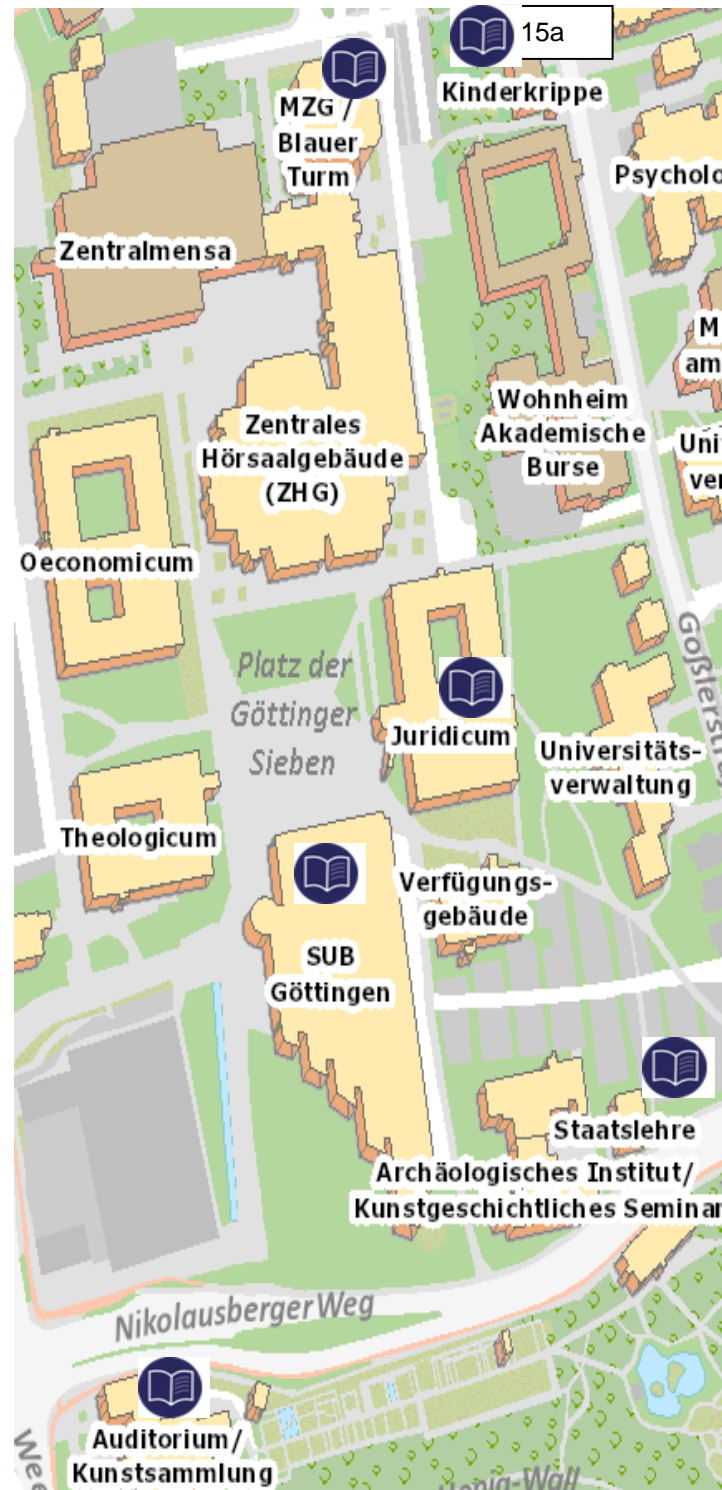 15a
MZG /
Blauer
Turm
Kinderkrippe
Psycholo
Zentralmensa
M
am
Wohnheim
Akademische
Burse
Zentrales
Hörsaalgebäude
(ZHG)
Uni
ver
Oeconomicum
Platz der
Göttinger
Sieben
Goßlerstraß
Juridicum
Universitäts-
verwaltung
Theologicum
Verfügungs-
gebäude
SUB
Göttingen
Staatslehre
Archäologisches Institut/
Kunstgeschichtliches Seminar
Nikolausberger Weg
Auditorium/
Kunstsammlung
Wee